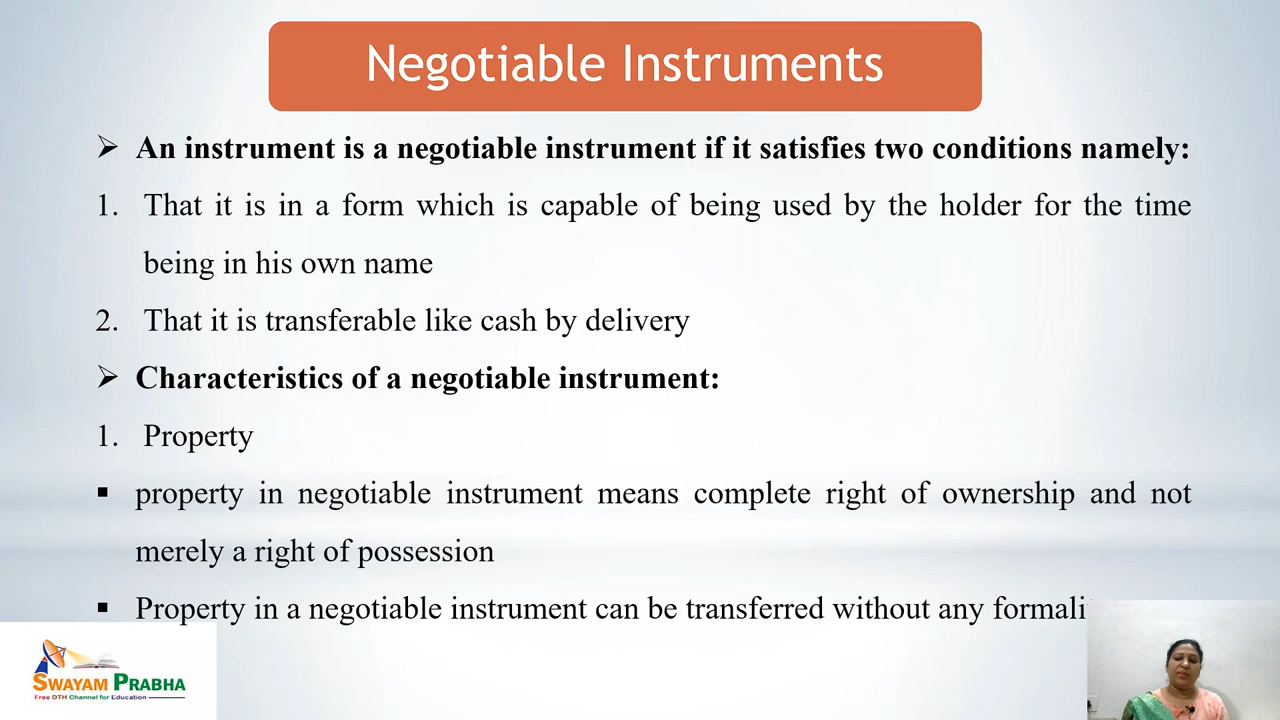 Negotiable Instruments
➢ An instrument is a negotiable instrument if it satisfies two conditions namely:
1. That it is in a form which is capable of being used by the holder for the time
being in his own name
2. That it is transferable like cash by delivery
➢ Characteristics of a negotiable instrument:
1. Property
▪ property in negotiable instrument means complete right of ownership and not
merely a right of possession
▪ Property in a negotiable instrument can be transferred without any formali
SWAYAM PRABHA
Free DTH Channel for Education